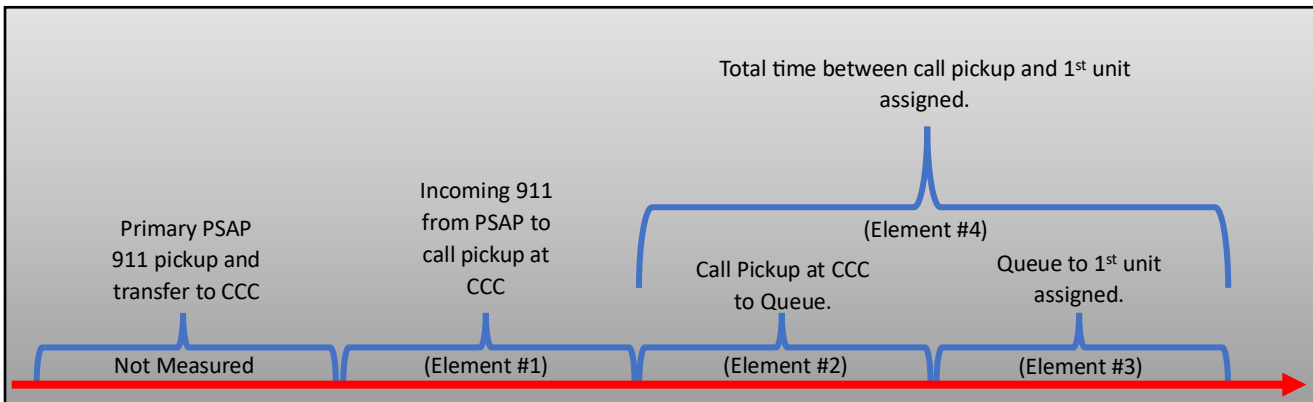 Total time between call pickup and 1st unit
assigned.
Primary PSAP
911 pickup and
transfer to CCC
Not Measured
Incoming 911
from PSAP to
call pickup at
CCC
(Element #1)
(Element #4)
Call Pickup at CCC
to Queue.
(Element #2)
Queue to 1st unit
assigned.
(Element #3)